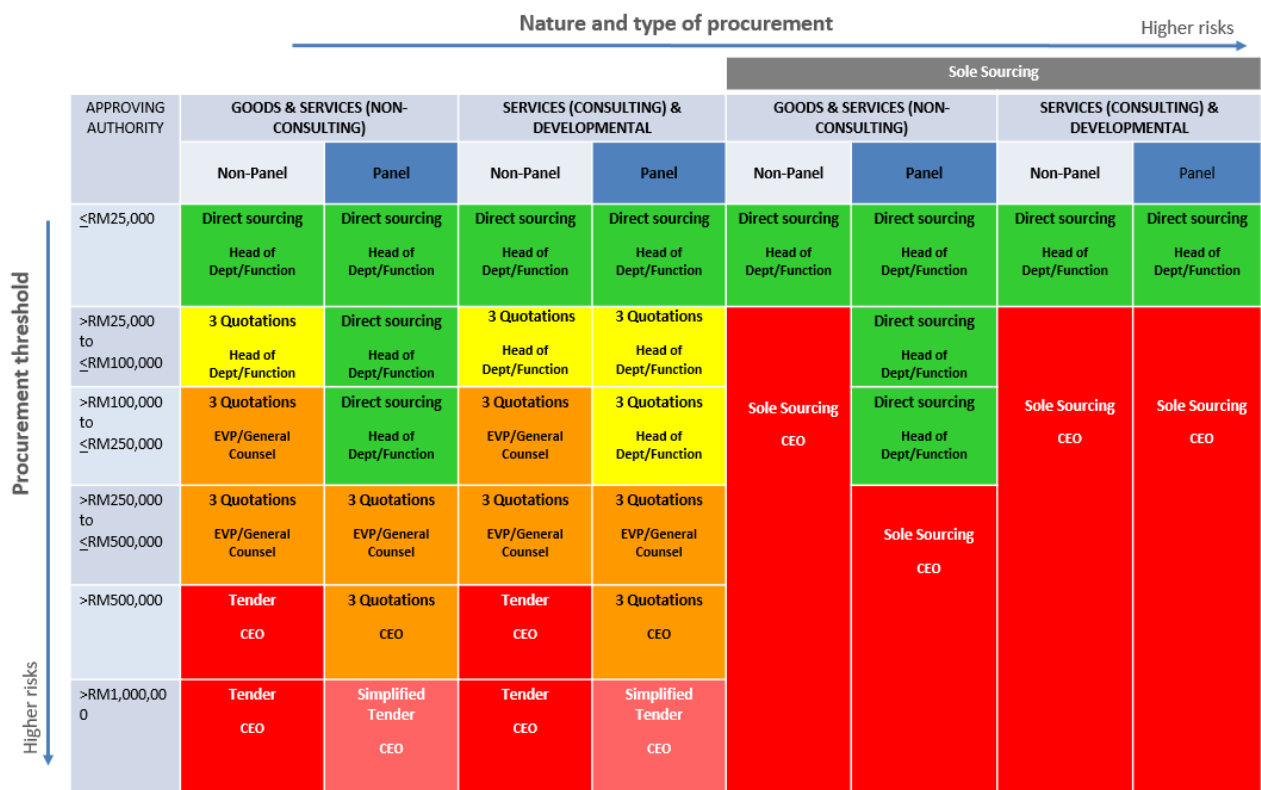 Nature and type of procurement
Higher risks
Sole Sourcing
APPROVING
AUTHORITY
GOODS & SERVICES (NON-
CONSULTING)
SERVICES (CONSULTING) &
DEVELOPMENTAL
GOODS & SERVICES (NON-
CONSULTING)
SERVICES (CONSULTING) &
DEVELOPMENTAL
Non-Panel
Panel
Non-Panel
Panel
Non-Panel
Panel
Non-Panel
Panel
Procurement threshold
Higher risks
≤RM25,000
Direct sourcing
Head of
Dept/Function
Direct sourcing
Head of
Dept/Function
Direct sourcing
Head of
Dept/Function
Direct sourcing
Head of
Dept/Function
Direct sourcing
Head of
Dept/Function
Direct sourcing
Head of
Dept/Function
Direct sourcing
Head of
Dept/Function
Direct sourcing
Head of
Dept/Function
>RM25,000
to
≤RM100,000
3 Quotations
Head of
Dept/Function
Direct sourcing
Head of
Dept/Function
3 Quotations
Head of
Dept/Function
3 Quotations
Head of
Dept/Function
Sole Sourcing
CEO
Direct sourcing
Head of
Dept/Function
Sole Sourcing
CEO
Sole Sourcing
CEO
>RM100,000
to
≤RM250,000
3 Quotations
EVP/General
Counsel
Direct sourcing
Head of
Dept/Function
3 Quotations
EVP/General
Counsel
3 Quotations
Head of
Dept/Function
Direct sourcing
Head of
Dept/Function
>RM250,000
to
≤RM500,000
3 Quotations
EVP/General
Counsel
3 Quotations
EVP/General
Counsel
3 Quotations
EVP/General
Counsel
3 Quotations
EVP/General
Counsel
Sole Sourcing
CEO
>RM500,000
Tender
CEO
3 Quotations
CEO
Tender
CEO
3 Quotations
CEO
>RM1,000,00
0
Tender
CEO
Simplified
Tender
CEO
Tender
CEO
Simplified
Tender
CEO